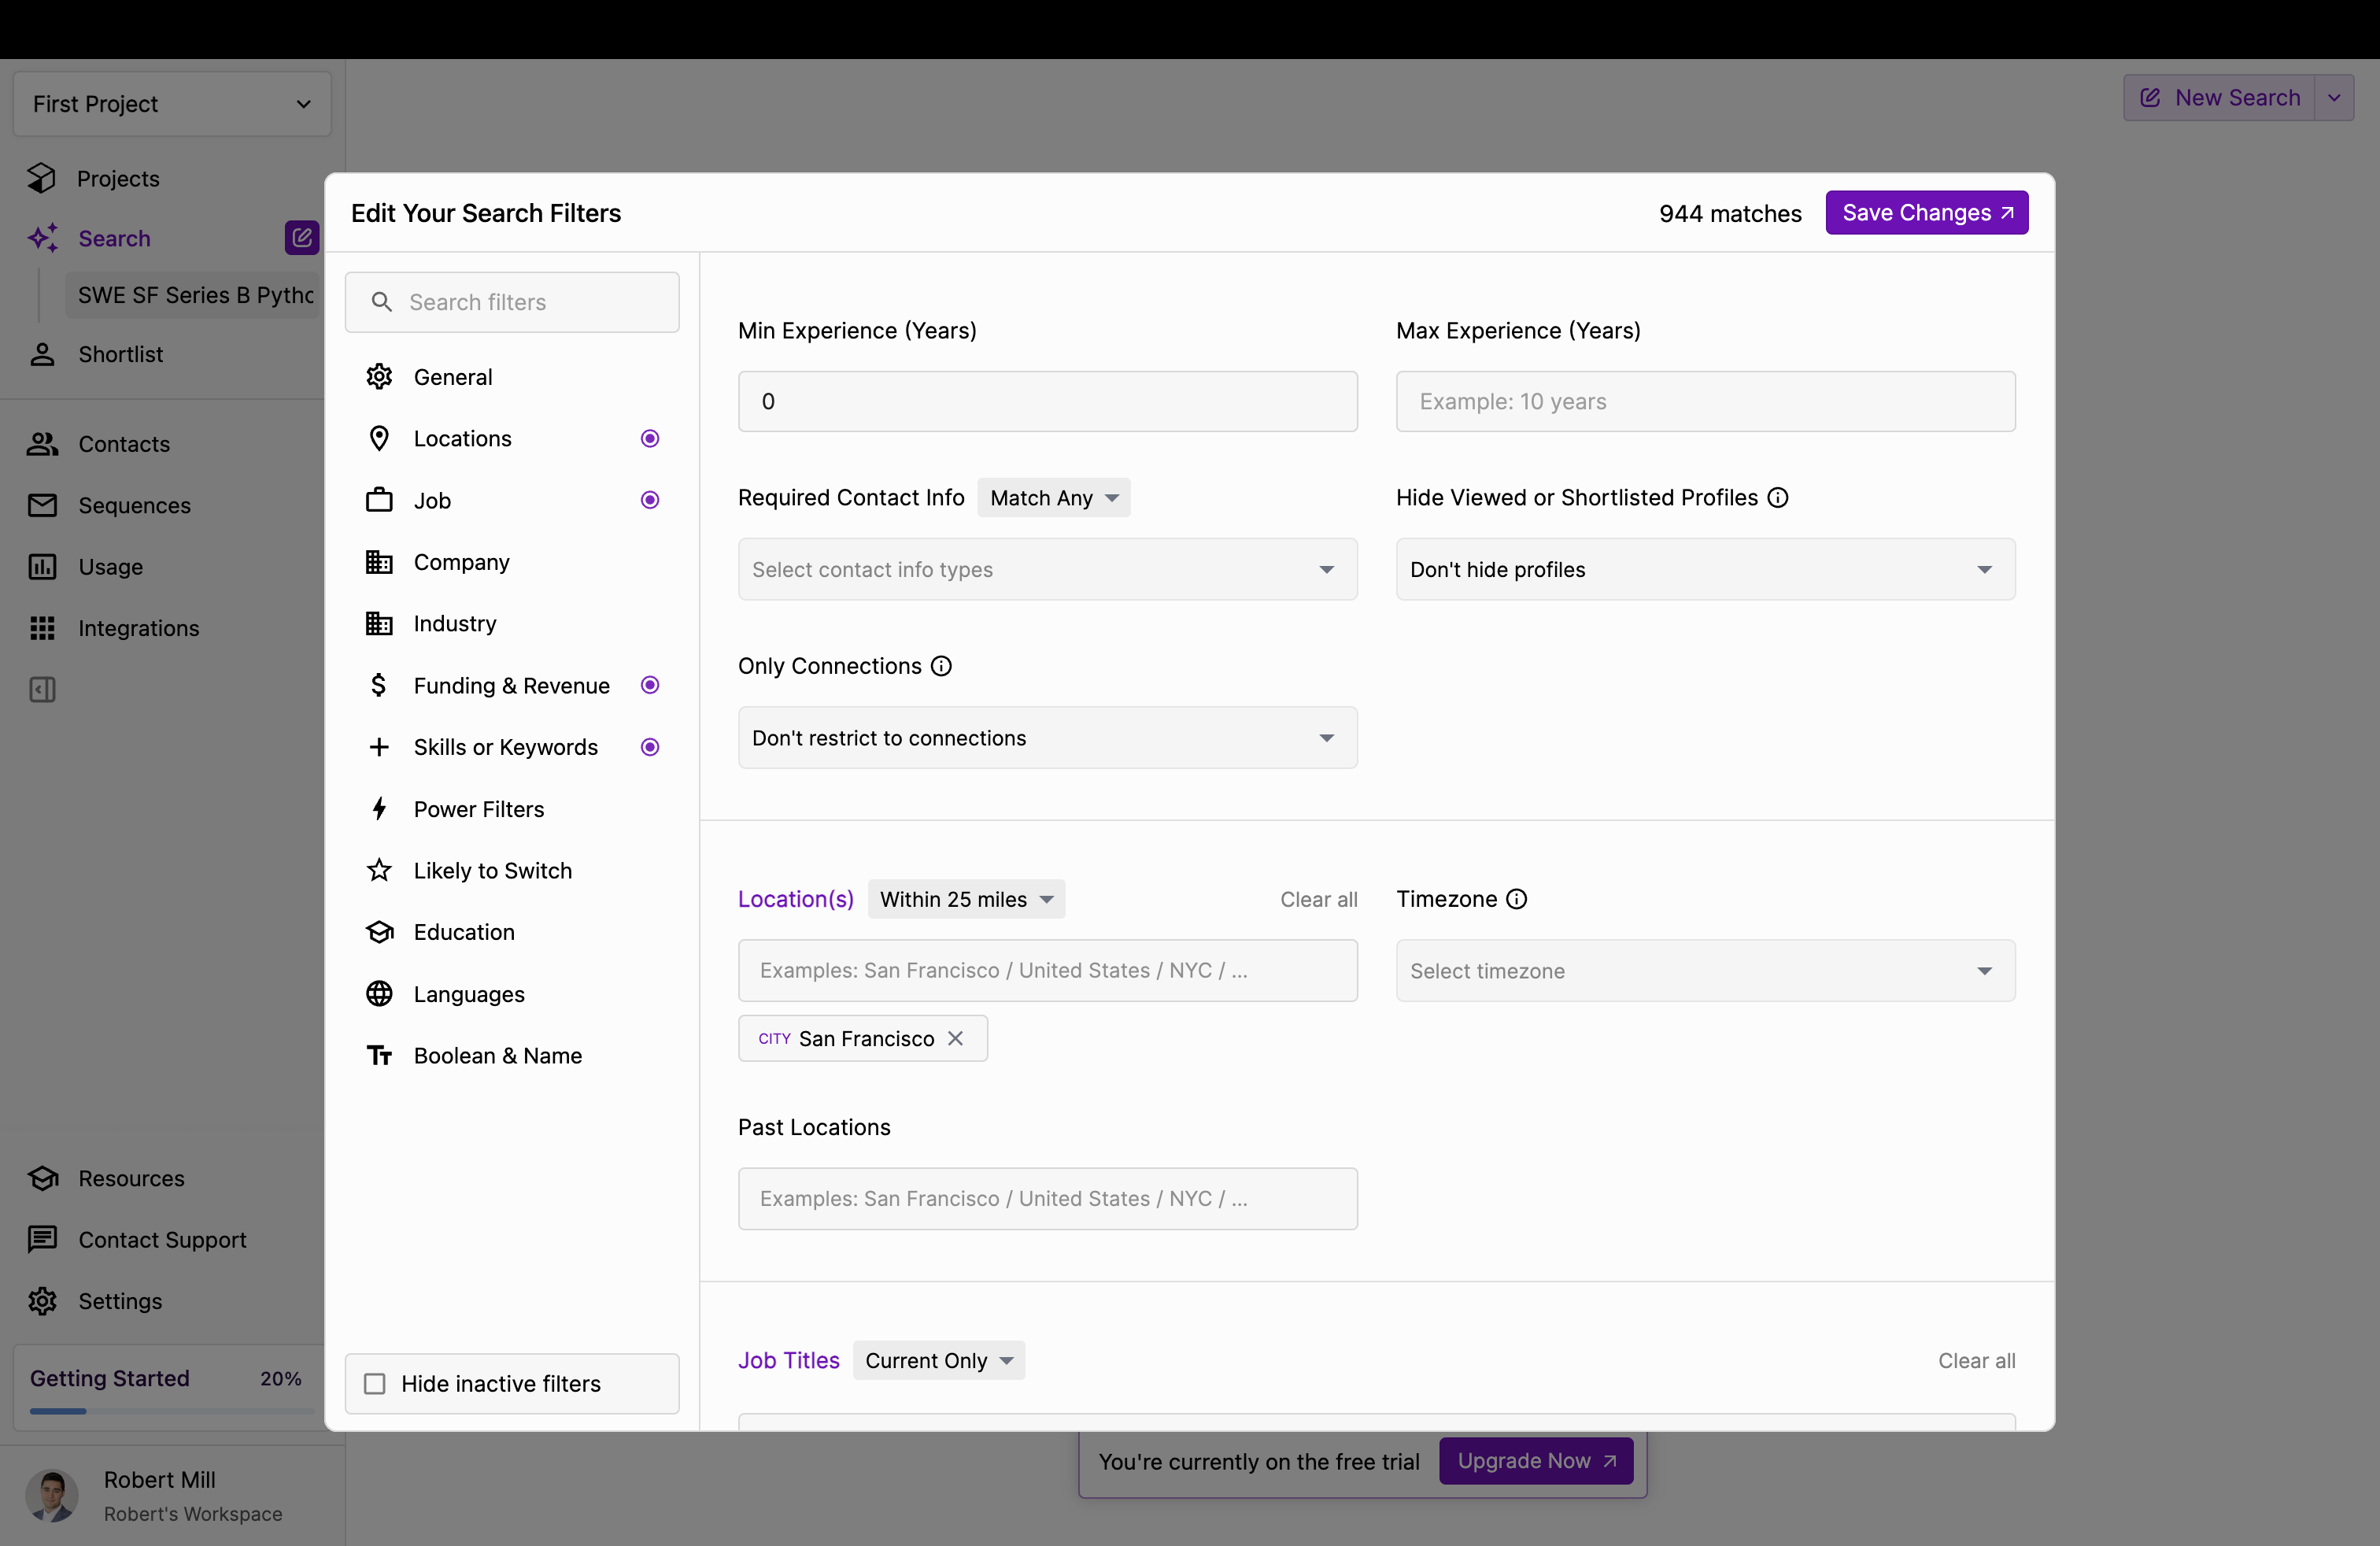 First Project
New Search
Projects
Search
SWE SF Series B Pytho
Shortlist
Contacts
Sequences
Usage
Integrations
Resources
Contact Support
Settings
Getting Started 20%
Robert Mill
Robert's Workspace
Edit Your Search Filters
944 matches
Save Changes
Search filters
General
Locations
Job
Company
Industry
Funding & Revenue
Skills or Keywords
Power Filters
Likely to Switch
Education
Languages
Boolean & Name
Hide inactive filters
Min Experience (Years)
0
Max Experience (Years)
Example: 10 years
Required Contact Info Match Any
Select contact info types
Hide Viewed or Shortlisted Profiles
Don't hide profiles
Only Connections
Don't restrict to connections
Location(s) Within 25 miles Clear all
Examples: San Francisco / United States / NYC / ...
CITY San Francisco
Timezone
Select timezone
Past Locations
Examples: San Francisco / United States / NYC / ...
Job Titles Current Only Clear all
You're currently on the free trial Upgrade Now